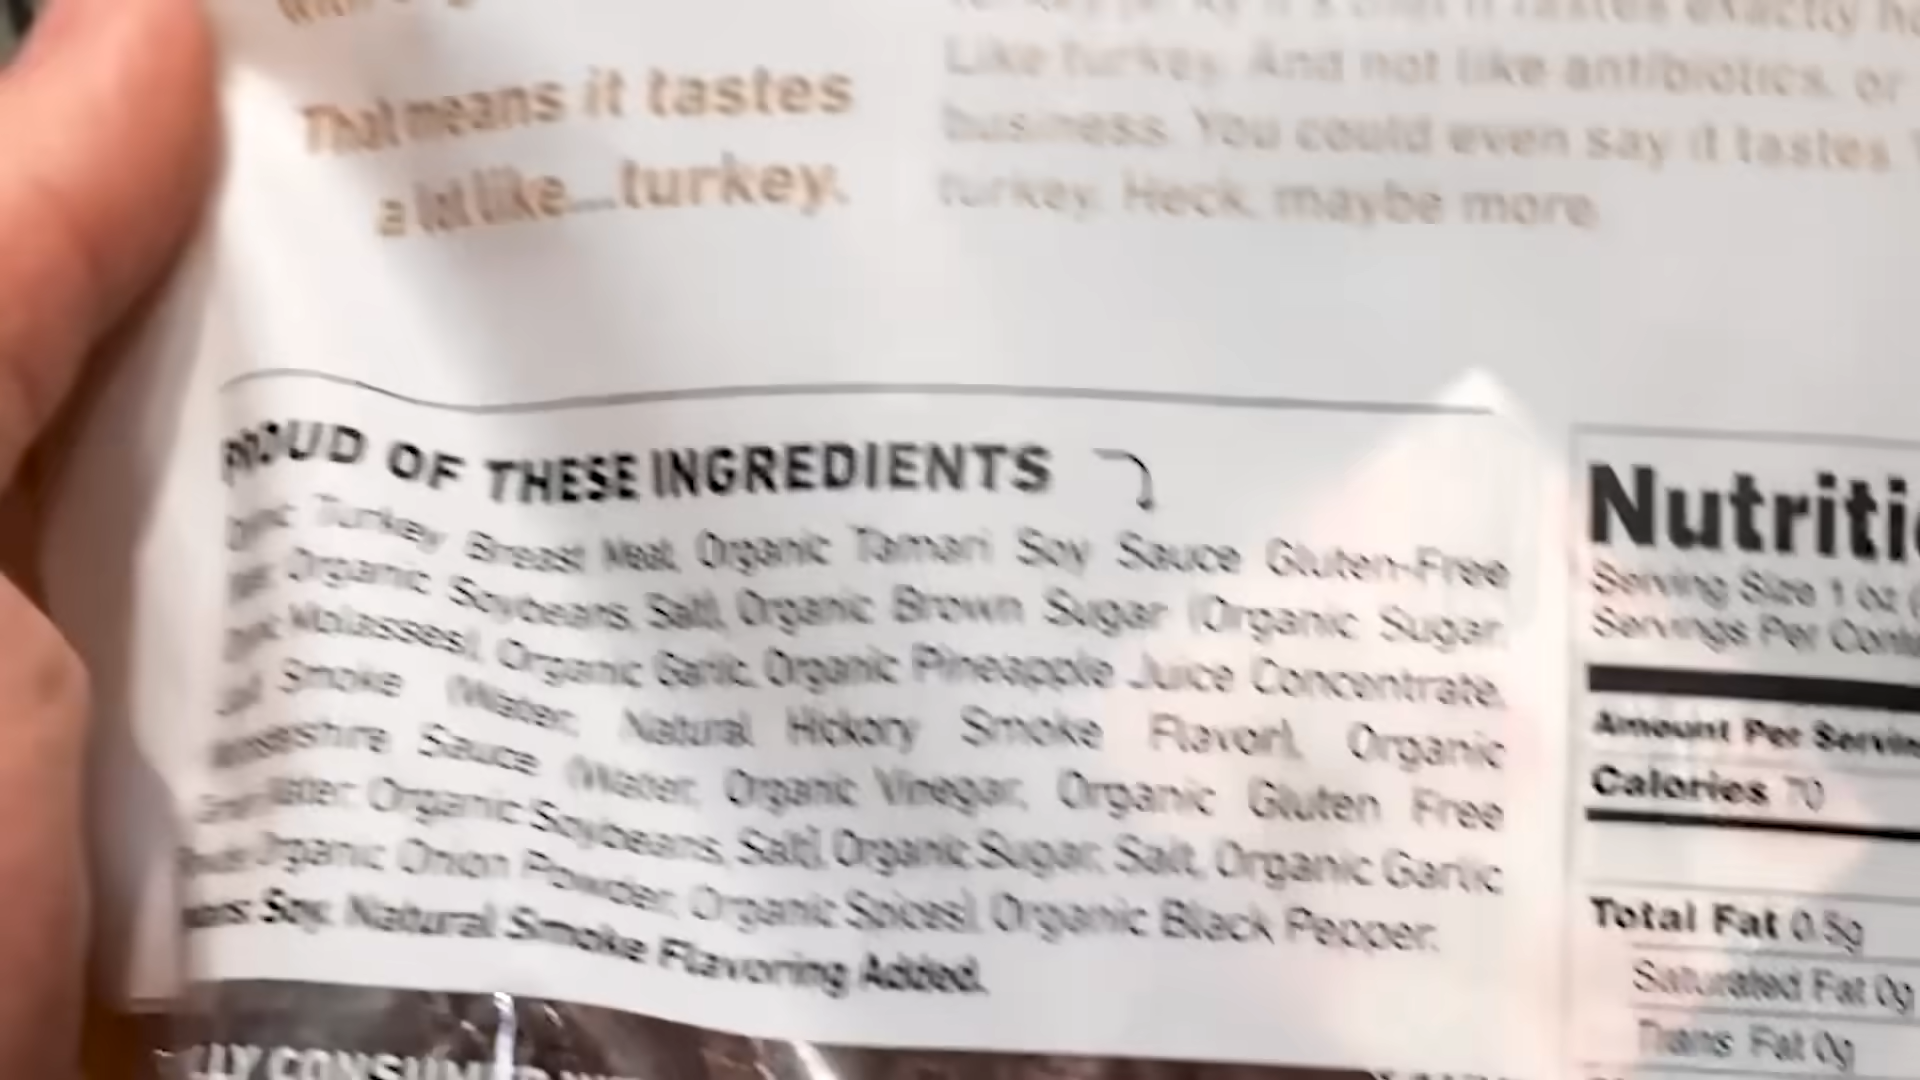 That means it tastes
a lot like...turkey.
tastes exactly
Like turkey. And not like antibiotics, or
business. You could even say it tastes
turkey. Heck, maybe more.
PROUD OF THESE INGREDIENTS
Turkey Breast Meat, Organic Tamari Soy Sauce Gluten-Free
Organic Soybeans, Salt), Organic Brown Sugar (Organic Sugar,
Molasses), Organic Garlic, Organic Pineapple Juice Concentrate,
Smoke (Water, Natural Hickory Smoke Flavor), Organic
Sauce (Water, Organic Vinegar, Organic Gluten Free
Water, Organic Soybeans, Salt], Organic Sugar, Salt, Organic Garlic
Organic Onion Powder, Organic Spices), Organic Black Pepper.
Soy. Natural Smoke Flavoring Added.
Nutriti
Serving Size 1 oz (
Servings Per Cont
Amount Per Servin
Calories 70
Total Fat 0.5g
Saturated Fat 0g
Trans Fat 0g